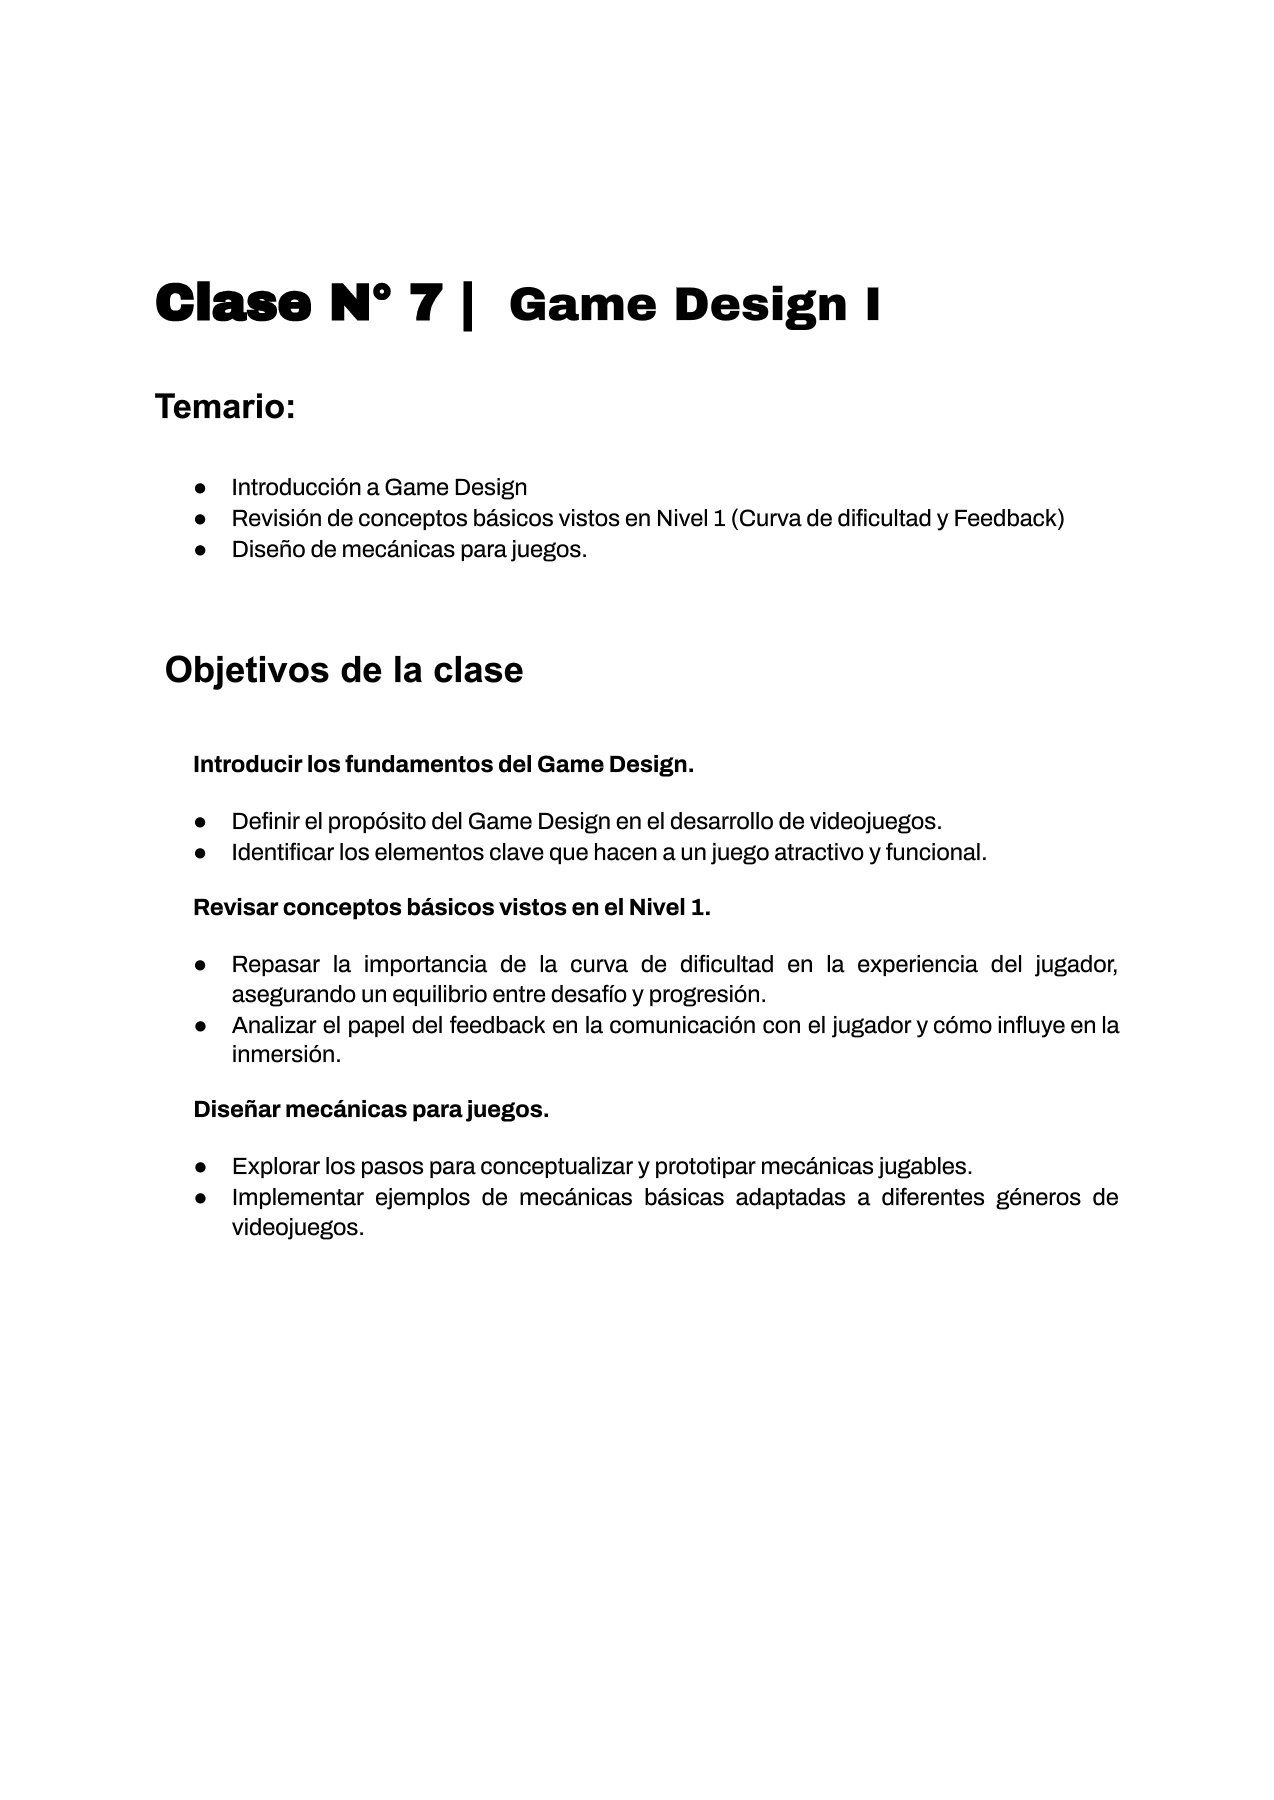 Clase N° 7 | Game Design I
Temario:
● Introducción a Game Design
● Revisión de conceptos básicos vistos en Nivel 1 (Curva de dificultad y Feedback)
● Diseño de mecánicas para juegos.
Objetivos de la clase
Introducir los fundamentos del Game Design.
● Definir el propósito del Game Design en el desarrollo de videojuegos.
● Identificar los elementos clave que hacen a un juego atractivo y funcional.
Revisar conceptos básicos vistos en el Nivel 1.
● Repasar la importancia de la curva de dificultad en la experiencia del jugador,
asegurando un equilibrio entre desafío y progresión.
● Analizar el papel del feedback en la comunicación con el jugador y cómo influye en la
inmersión.
Diseñar mecánicas para juegos.
● Explorar los pasos para conceptualizar y prototipar mecánicas jugables.
● Implementar ejemplos de mecánicas básicas adaptadas a diferentes géneros de
videojuegos.